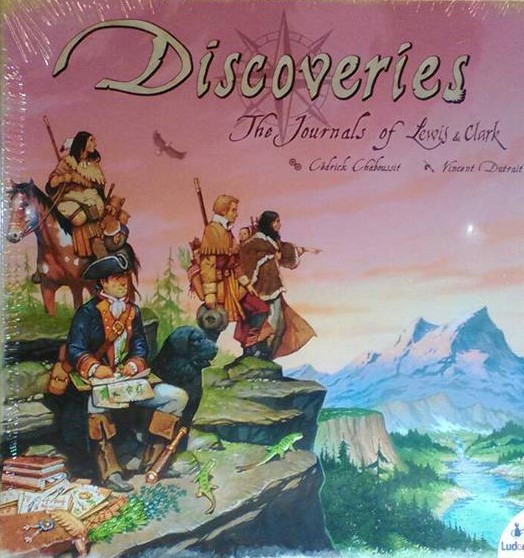 Discoveries
The Journals of Lewis & Clark
Cédrick Chaboussit Vincent Dutrait